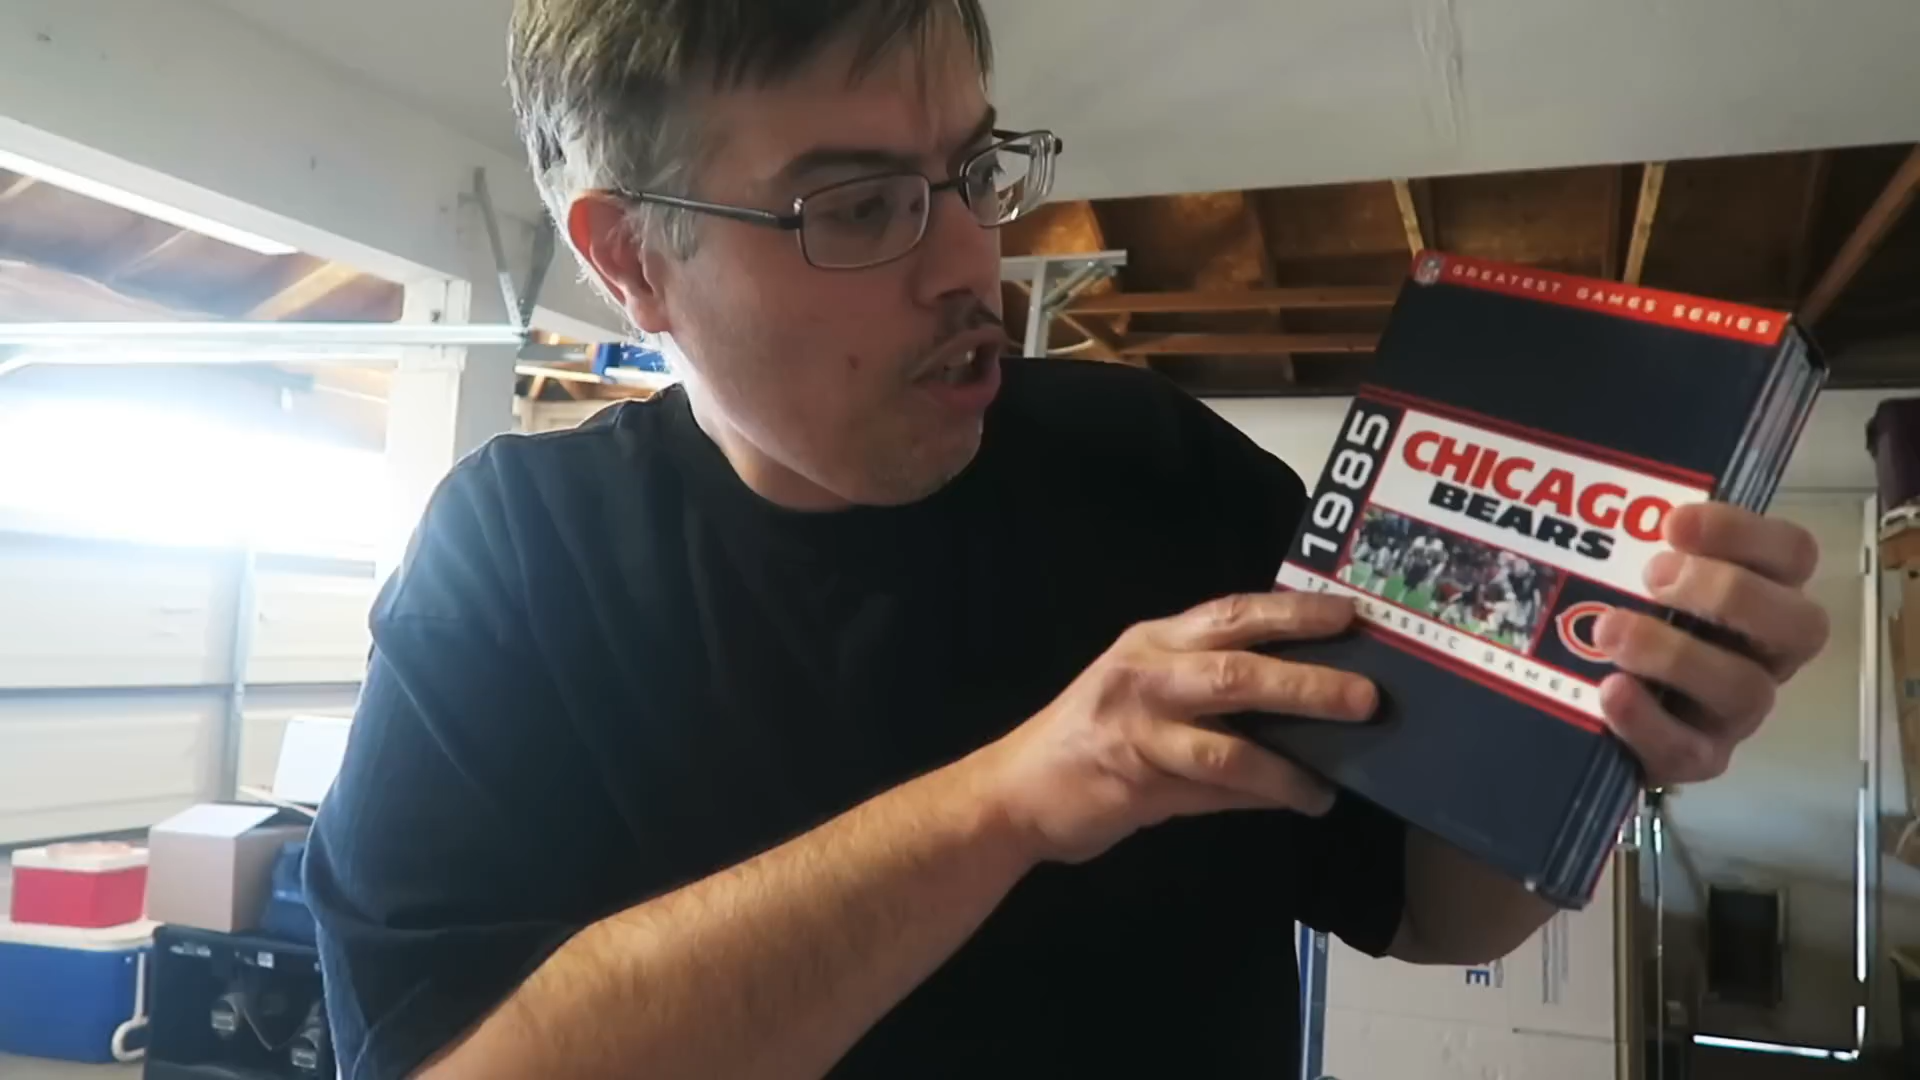 GREATEST GAMES SERIES
1985
CHICAGO
BEARS
CLASSIC GAMES